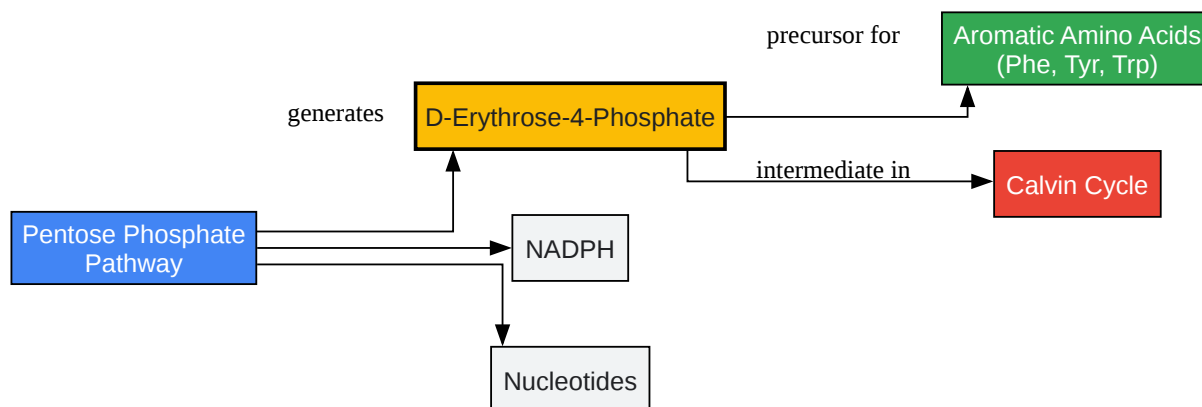 precursor for
Aromatic Amino Acids
(Phe, Tyr, Trp)
generates
D-Erythrose-4-Phosphate
intermediate in
Calvin Cycle
Pentose Phosphate
Pathway
NADPH
Nucleotides